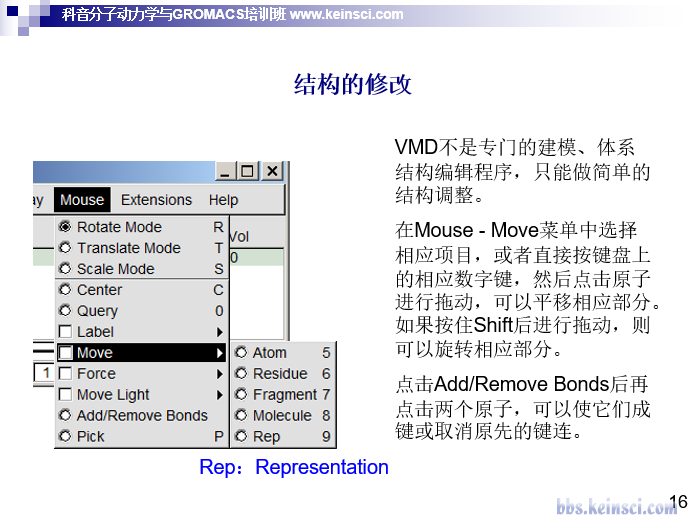 科音分子动力学与GROMACS培训班 www.keinsci.com
结构的修改
ay Mouse Extensions Help
Rotate Mode R
Translate Mode T
Scale Mode S
Center C
Query 0
Label
Move
Force
Move Light
Add/Remove Bonds
Pick P
Vol
0
1
Atom 5
Residue 6
Fragment 7
Molecule 8
Rep 9
Rep：Representation
VMD不是专门的建模、体系
结构编辑程序，只能做简单的
结构调整。
在Mouse - Move菜单中选择
相应项目，或者直接按键盘上
的相应数字键，然后点击原子
进行拖动，可以平移相应部分。
如果按住Shift后进行拖动，则
可以旋转相应部分。
点击Add/Remove Bonds后再
点击两个原子，可以使它们成
键或取消原先的键连。
16
bbs.keinsci.com